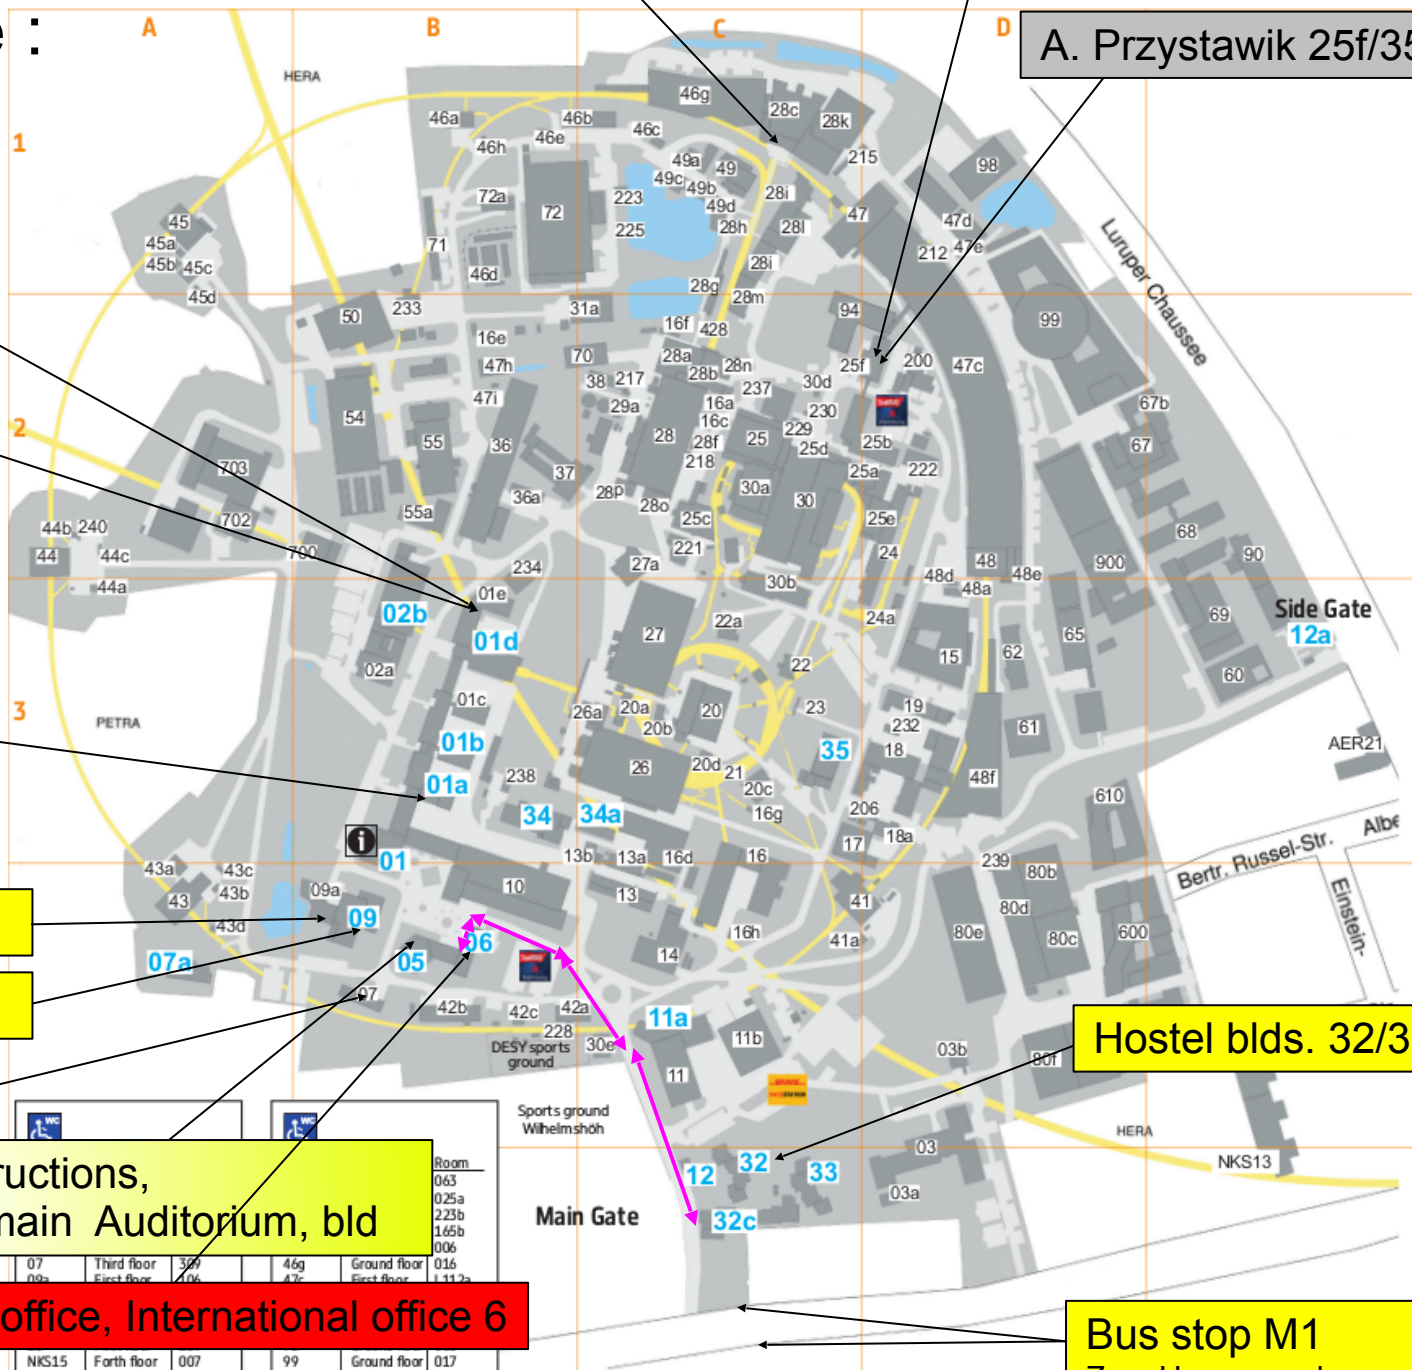 e :
A
B
C
D
A. Przystawik 25f/35
HERA
1
46g
28c
28k
46a
46b
46c
46e
46h
215
98
49a
49
49c
49b
49d
28i
72a
72
223
225
28h
28l
47
47d
47e
212
45
45a
45b
45c
45d
71
46d
28i
28g
28m
Luruper Chaussee
50
233
31a
16f
428
94
99
16e
70
28a
28b
28n
25f
200
47c
47h
38
217
237
30d
47i
29a
16a
230
67b
2
54
55
36
28
16c
25
229
28f
25d
25b
67
37
218
25a
222
703
36a
28p
30a
30
28o
702
55a
25c
25e
68
44b
240
700
221
24
48
900
90
44
44c
234
27a
30b
48d
48e
44a
01e
48a
02b
22a
24a
69
Side Gate
12a
01d
27
15
62
65
02a
22
60
01c
3
26a
20a
20
23
19
20b
232
61
PETRA
01b
26
20d
21
35
18
AER21
01a
238
20c
48f
34
34a
16g
206
610
17
18a
Bertr. Russel-Str.
Albe
i
01
13b
13a
16d
16
239
80b
43a
43c
09a
10
13
80d
Einstein-
43
43b
09
41
43d
16h
41a
80e
80c
600
07a
05
06
14
07
42b
42c
42a
11a
228
11b
Hostel blds. 32/3
DESY sports
ground
30e
03b
80f
11
WC
WC
Sports ground
Wilhelmshöh
HERA
ructions,
main  Auditorium, bld
Room
063
025a
223b
165b
006
12
32
33
03
03a
NKS13
Main Gate
32c
07 Third floor 309 46g Ground floor 016
09a First floor 106 47c First floor L112a
office, International office 6
Bus stop M1
NKS15 Forth floor 007 99 Ground floor 017